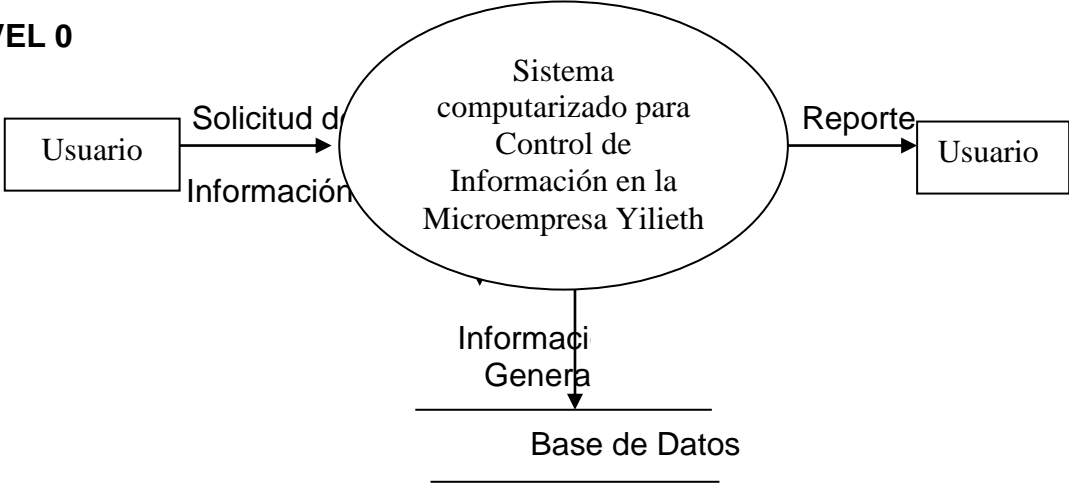 VEL 0
Sistema
computarizado para
Control de
Información en la
Microempresa Yilieth
Solicitud de
Información
Usuario
Reporte
Usuario
Informaci
Genera
Base de Datos